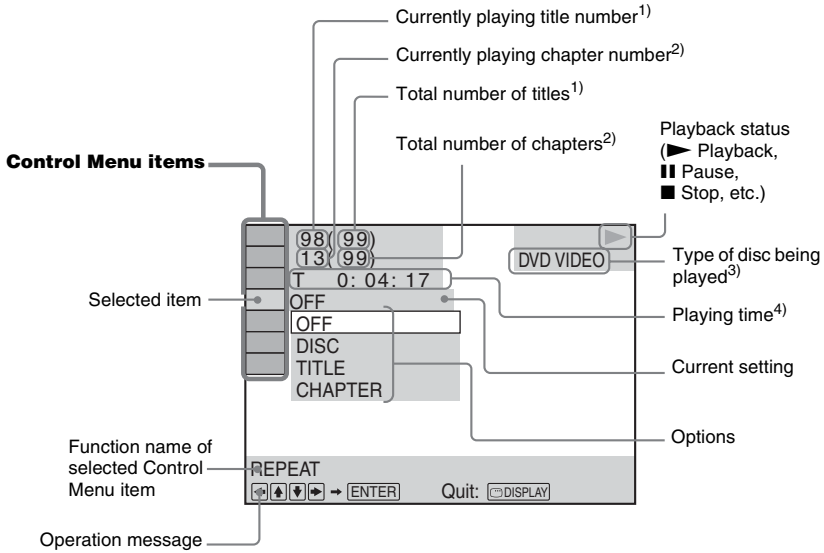 Currently playing title number1)
Currently playing chapter number2)
Total number of titles1)
Total number of chapters2)
Playback status
(► Playback,
II Pause,
■ Stop, etc.)
Control Menu items
98( 99)
13( 99)
DVD VIDEO
Type of disc being
played3)
T 0: 04: 17
Playing time4)
Selected item
OFF
Current setting
OFF
DISC
TITLE
CHAPTER
Options
Function name of
selected Control
Menu item
REPEAT
ENTER Quit: DISPLAY
Operation message